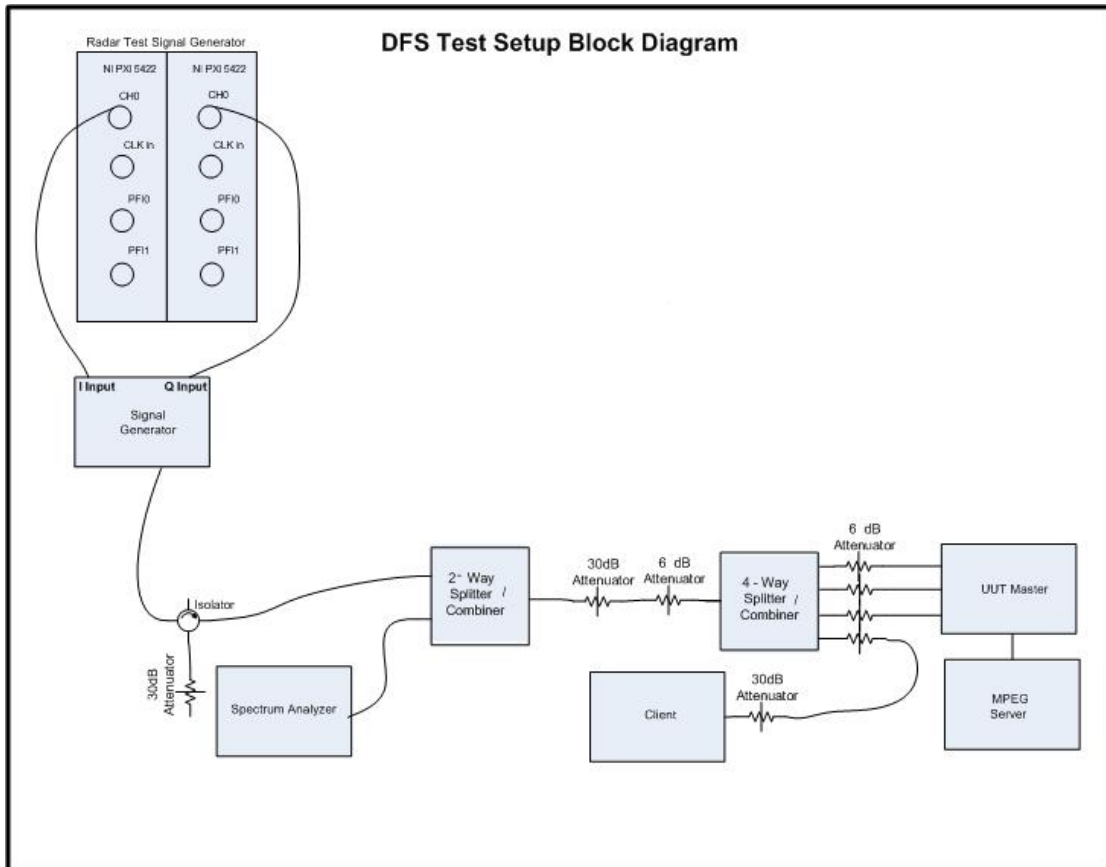 DFS Test Setup Block Diagram
Radar Test Signal Generator
NI PXI 5422
NI PXI 5422
CH0
CH0
CLK in
CLK in
PFI0
PFI0
PFI1
PFI1
I Input
Q Input
Signal
Generator
Isolator
30dB
Attenuator
Spectrum Analyzer
2- Way
Splitter /
Combiner
30dB
Attenuator
6 dB
Attenuator
4 - Way
Splitter /
Combiner
6 dB
Attenuator
UUT Master
Client
30dB
Attenuator
MPEG
Server